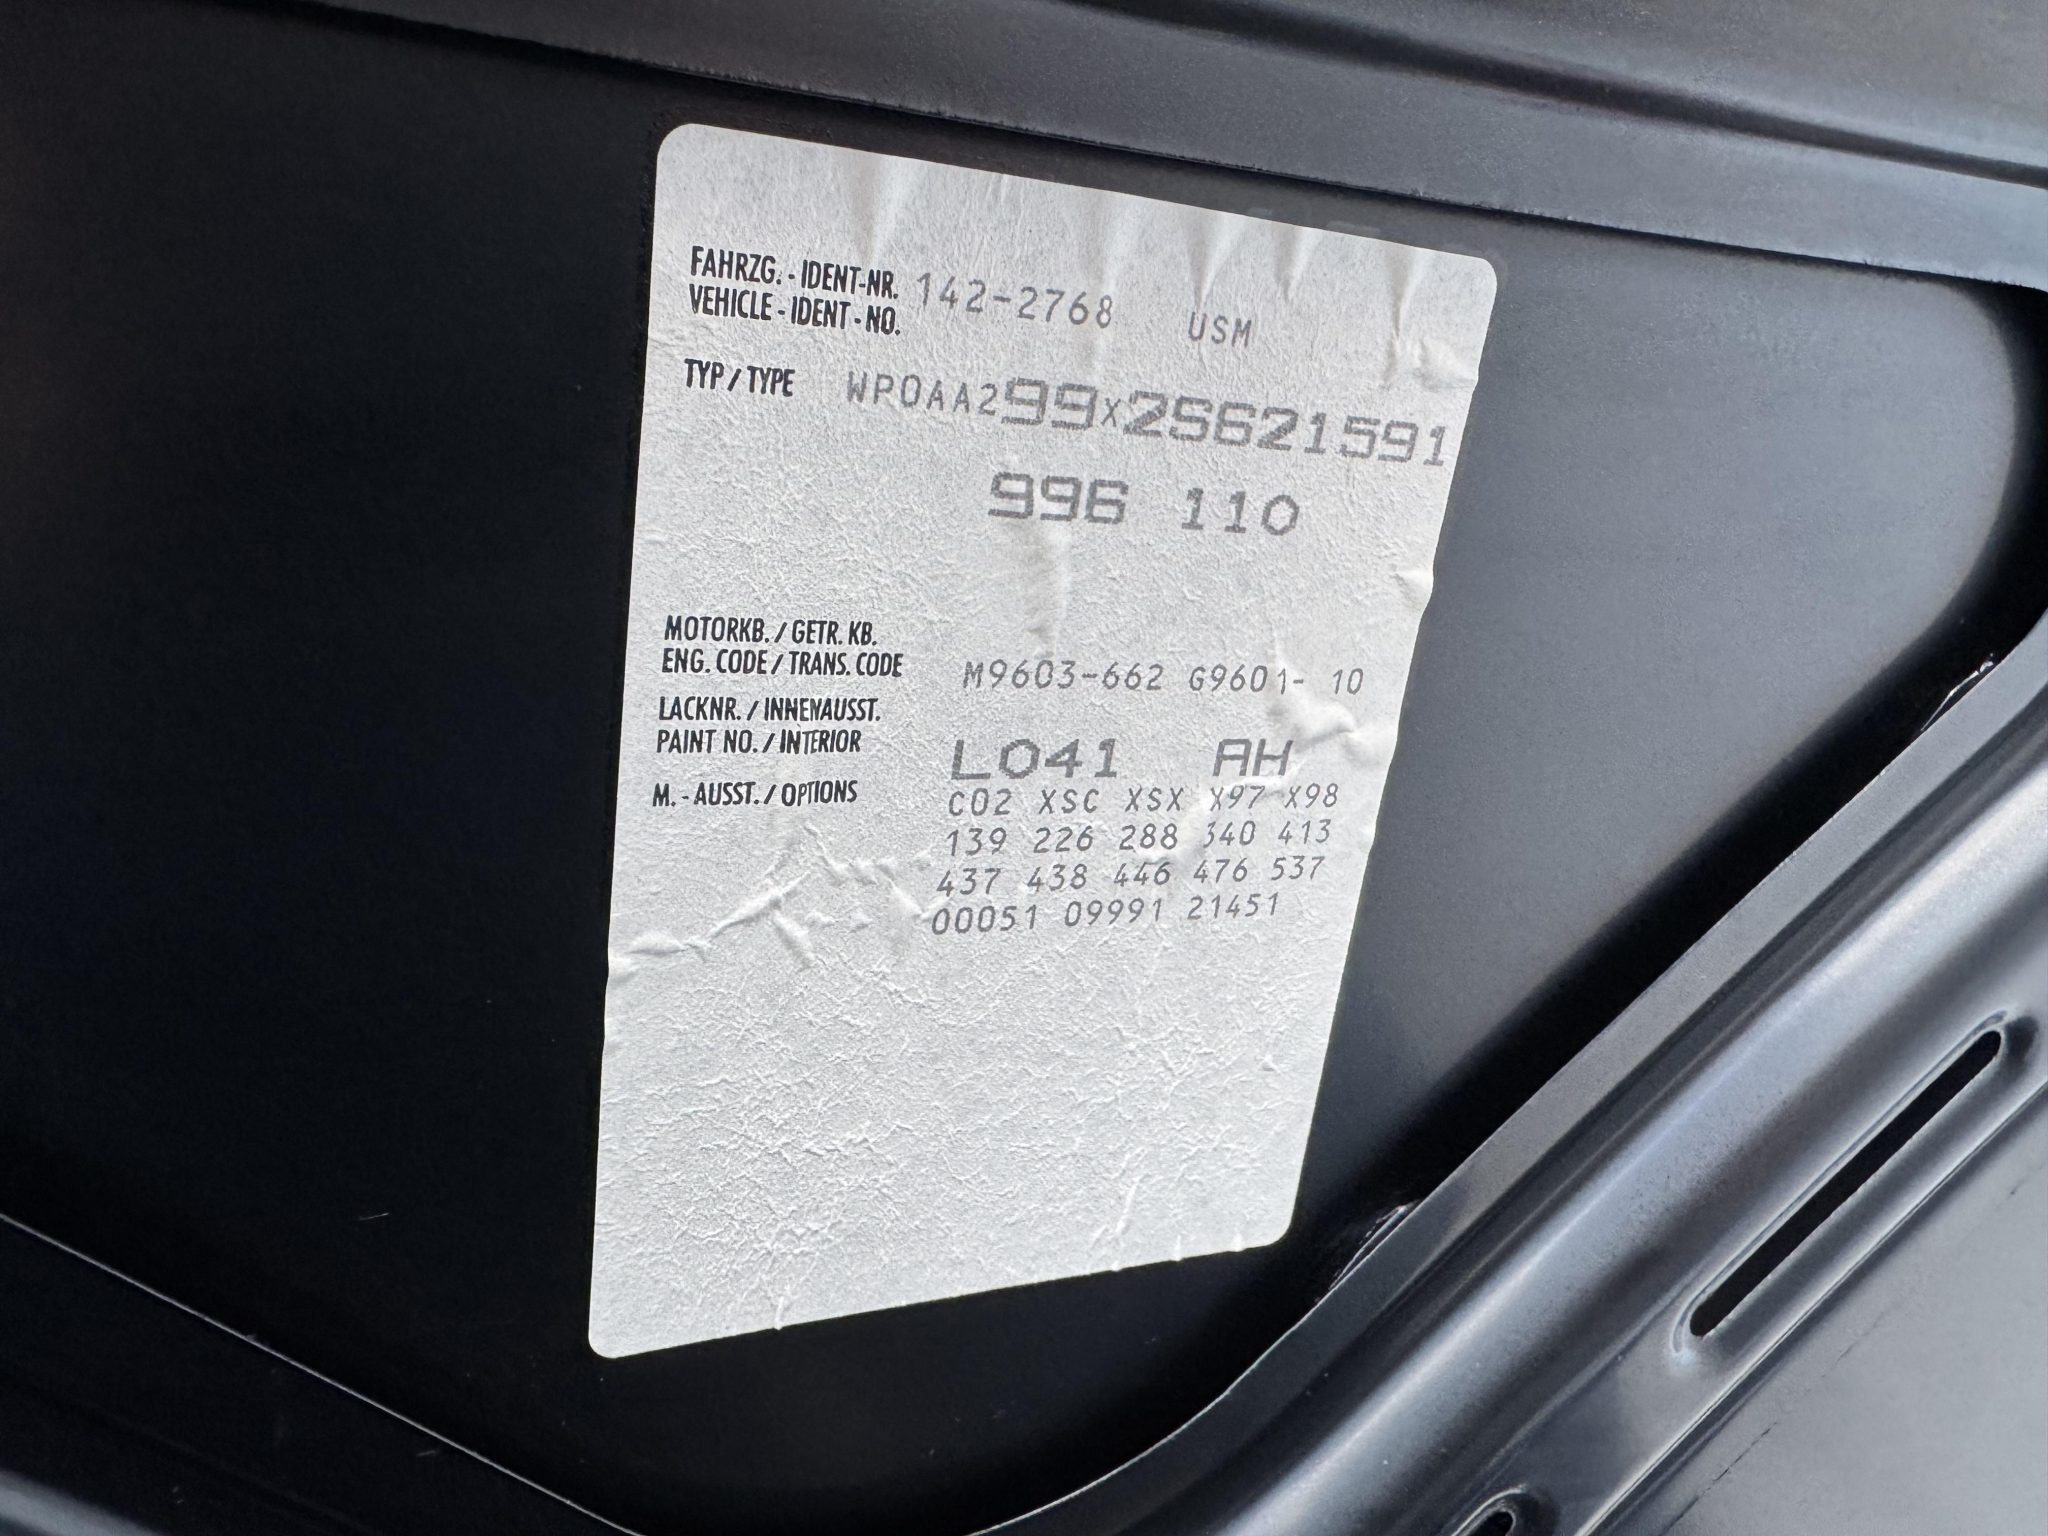 FAHRZG. - IDENT-NR. 142-2768 USM
VEHICLE - IDENT - NO.
TYP / TYPE WP0AA299X2S621591
996 110
MOTORKB. / GETR. KB.
ENG. CODE / TRANS. CODE M9603-662 G9601- 10
LACKNR. / INNENAUSST.
PAINT NO. / INTERIOR L041 AH
M. - AUSST. / OPTIONS C02 XSC XSX X97 X98
139 226 288 340 413
437 438 446 476 537
00051 09991 21451